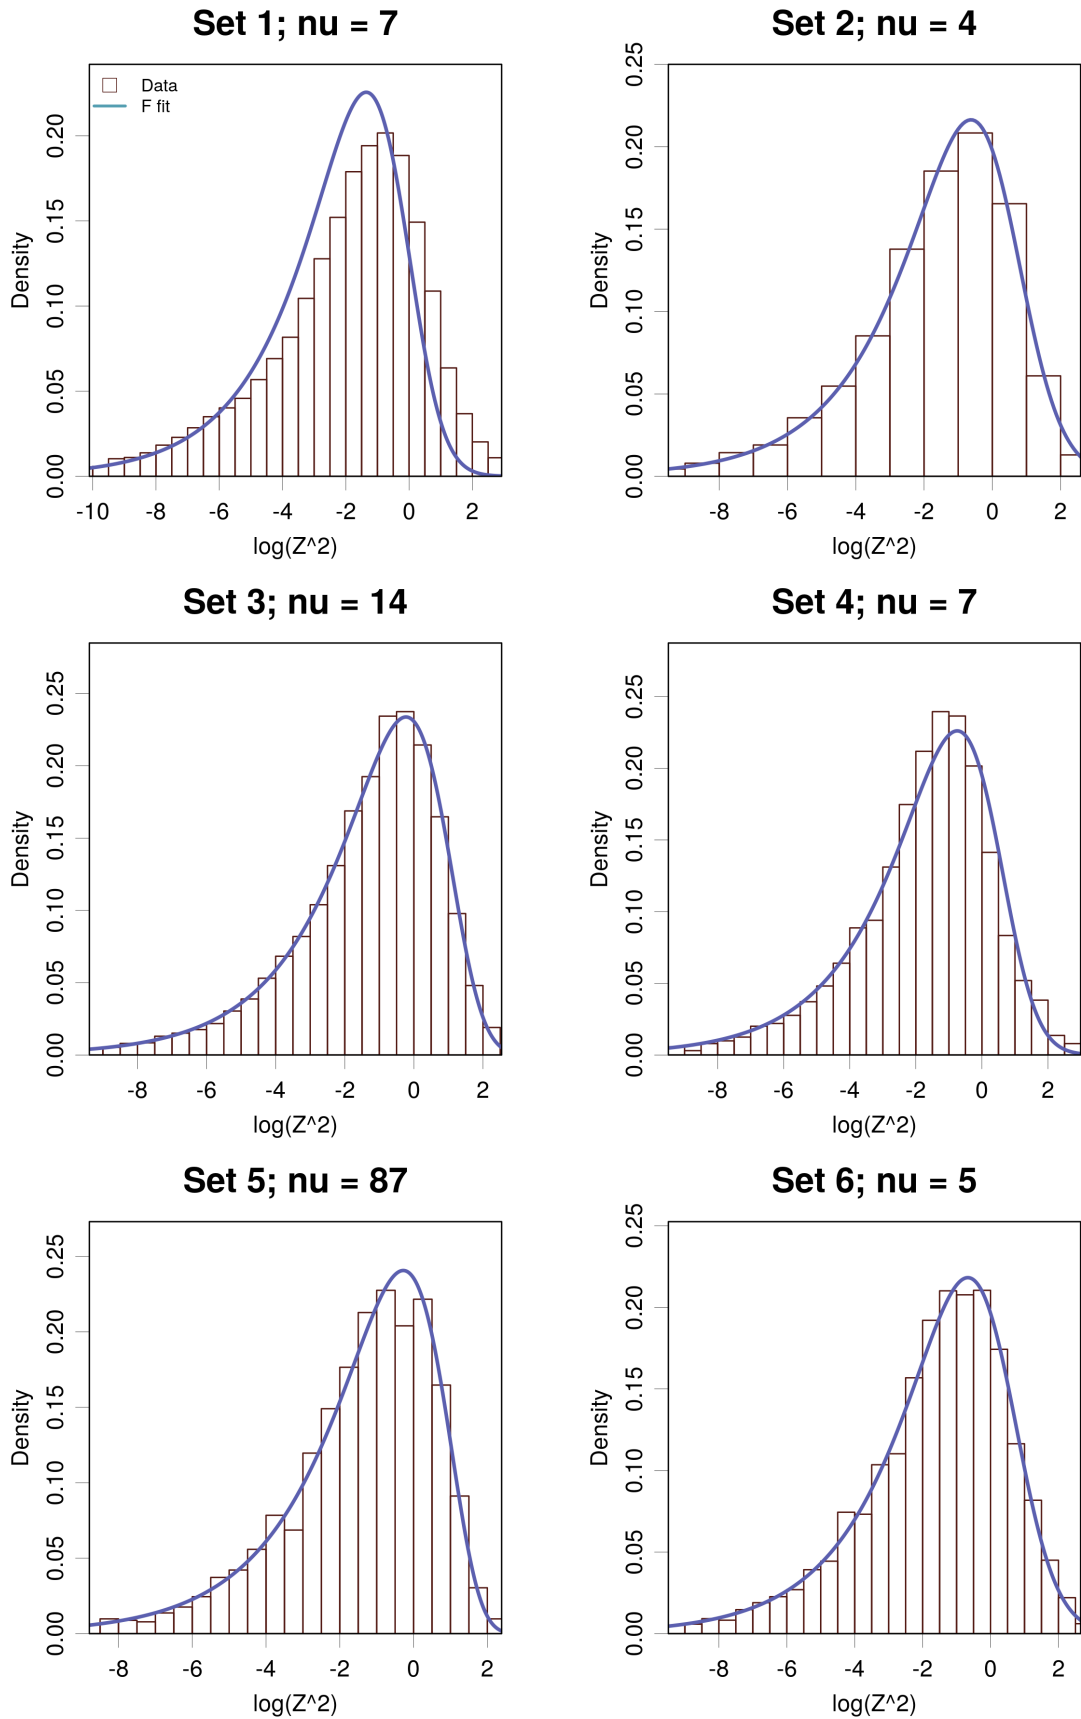 Set 1; nu = 7
Data
F fit
Density
0.00 0.05 0.10 0.15 0.20
-10 -8 -6 -4 -2 0 2
log(Z^2)
Set 2; nu = 4
Density
0.00 0.05 0.10 0.15 0.20 0.25
-8 -6 -4 -2 0 2
log(Z^2)
Set 3; nu = 14
Density
0.00 0.05 0.10 0.15 0.20 0.25
-8 -6 -4 -2 0 2
log(Z^2)
Set 4; nu = 7
Density
0.00 0.05 0.10 0.15 0.20 0.25
-8 -6 -4 -2 0 2
log(Z^2)
Set 5; nu = 87
Density
0.00 0.05 0.10 0.15 0.20 0.25
-8 -6 -4 -2 0 2
log(Z^2)
Set 6; nu = 5
Density
0.00 0.05 0.10 0.15 0.20 0.25
-8 -6 -4 -2 0 2
log(Z^2)